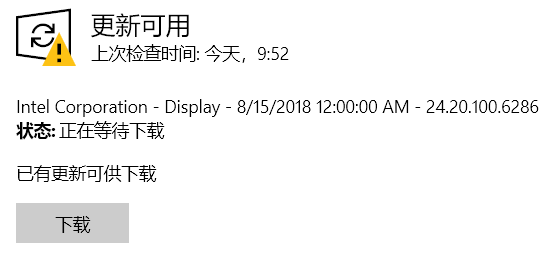 更新可用
上次检查时间: 今天，9:52
Intel Corporation - Display - 8/15/2018 12:00:00 AM - 24.20.100.6286
状态: 正在等待下载
已有更新可供下载
下载